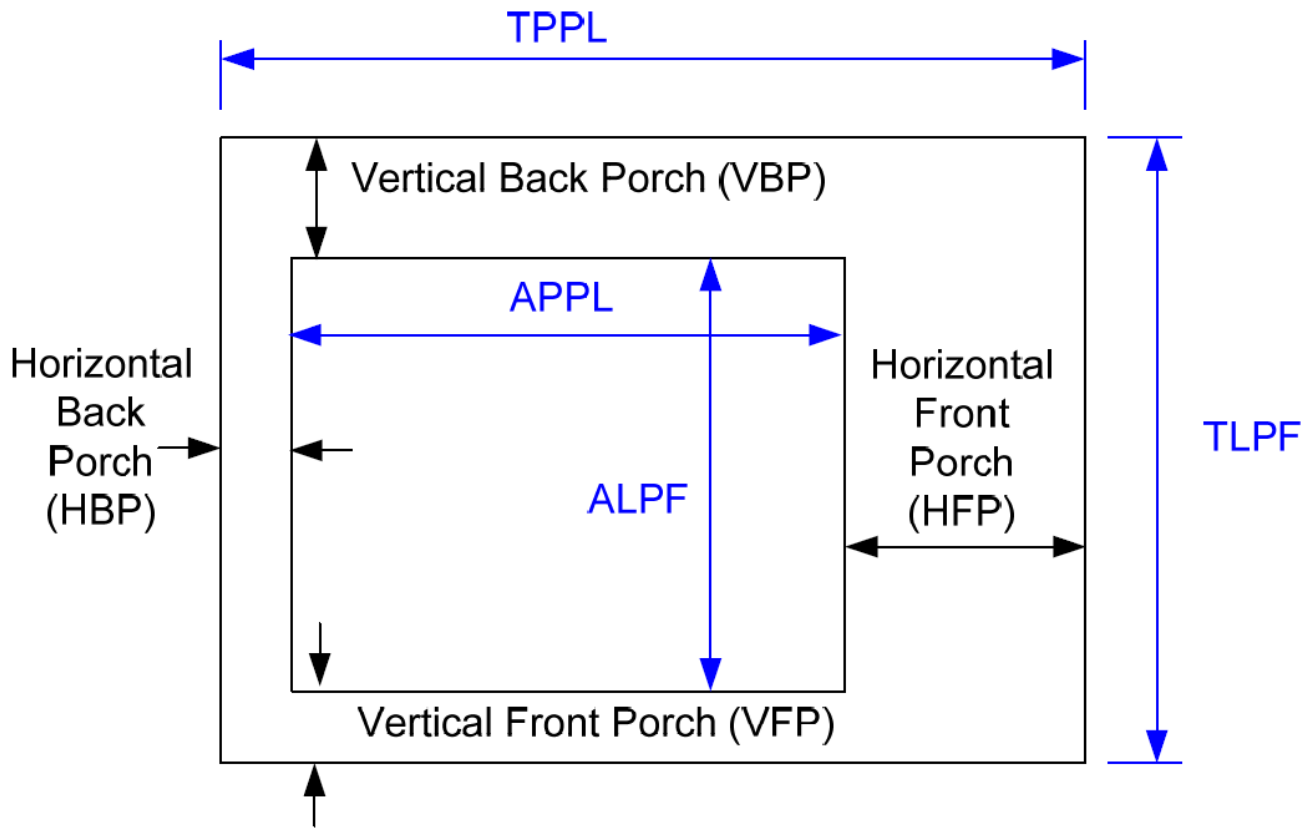 TPPL
Vertical Back Porch (VBP)
APPL
Horizontal
Back
Porch
(HBP)
Horizontal
Front
Porch
(HFP)
TLPF
ALPF
Vertical Front Porch (VFP)